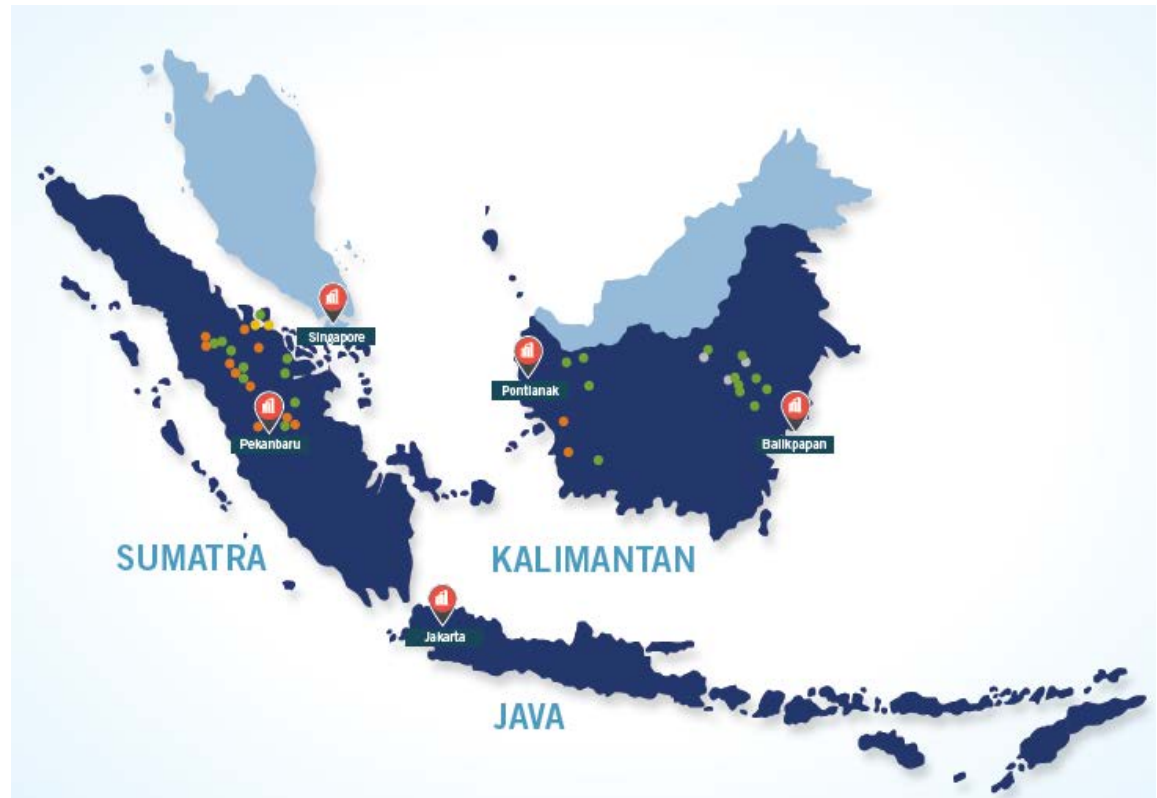 Singapore
Pontianak
Pekanbaru
Balikpapan
SUMATRA
KALIMANTAN
Jakarta
JAVA